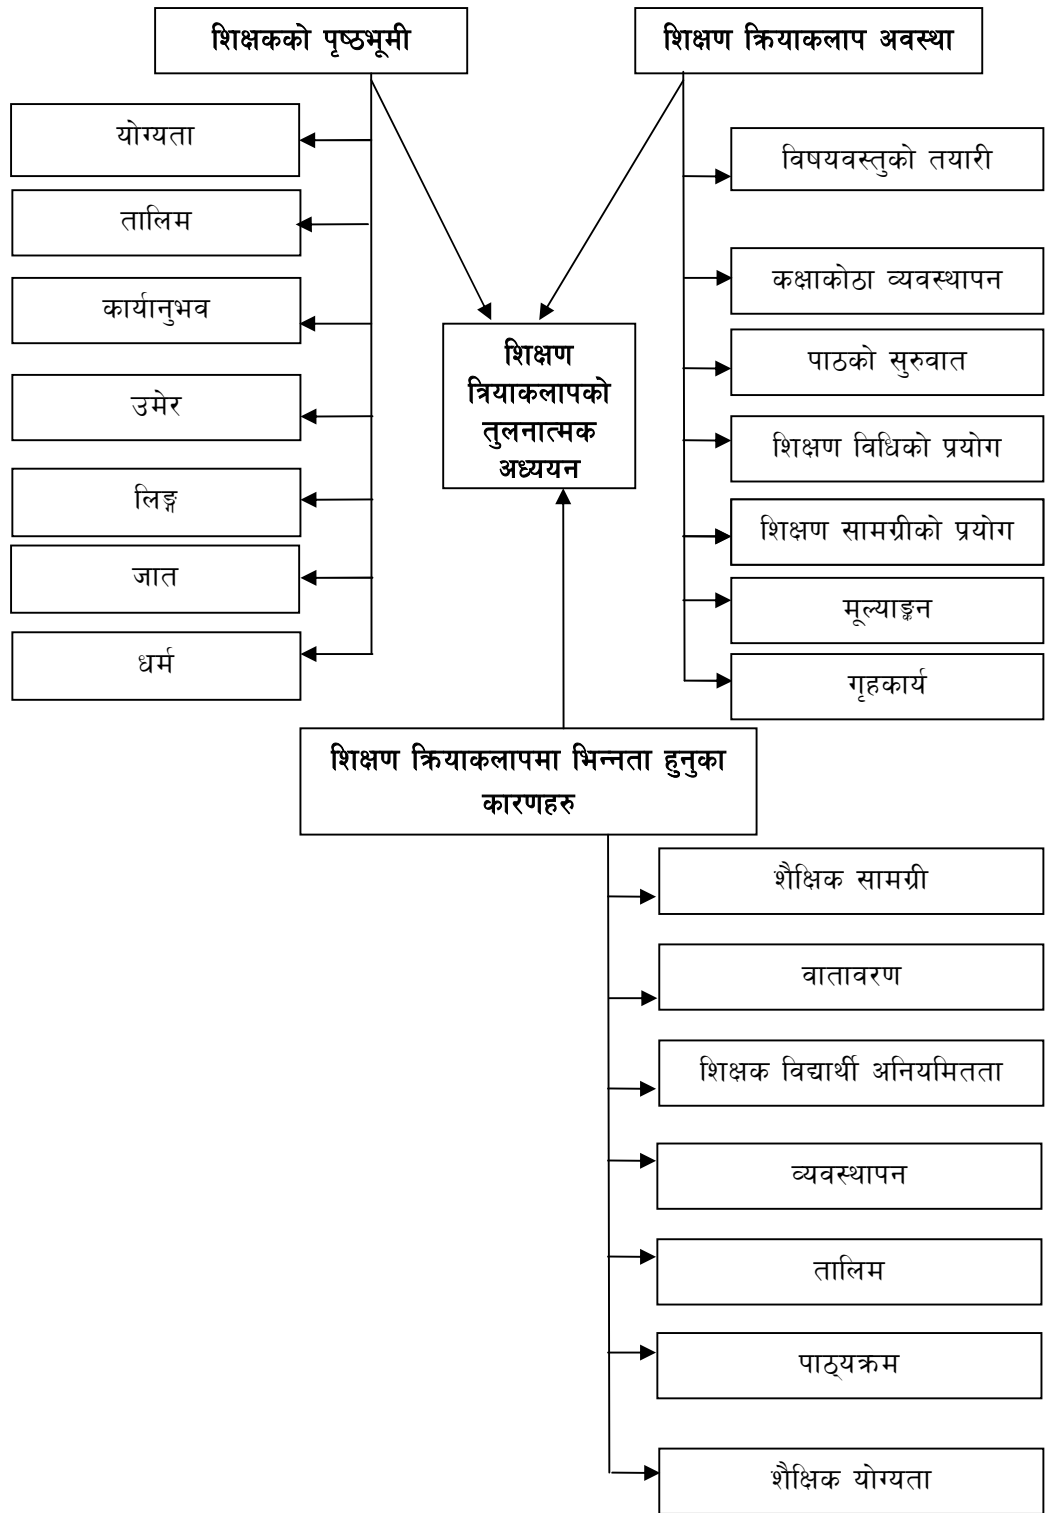 शिक्षकको पृष्ठभूमी
योग्यता
तालिम
कार्यानुभव
उमेर
लिङ्ग
जात
धर्म
शिक्षण क्रियाकलाप अवस्था
विषयवस्तुको तयारी
कक्षाकोठा व्यवस्थापन
पाठको सुरुवात
शिक्षण विधिको प्रयोग
शिक्षण सामग्रीको प्रयोग
मूल्याङ्कन
गृहकार्य
शिक्षण
त्रियाकलापको
तुलनात्मक
अध्ययन
शिक्षण क्रियाकलापमा भिन्नता हुनुका
कारणहरु
शैक्षिक सामग्री
वातावरण
शिक्षक विद्यार्थी अनियमितता
व्यवस्थापन
तालिम
पाठ्यक्रम
शैक्षिक योग्यता